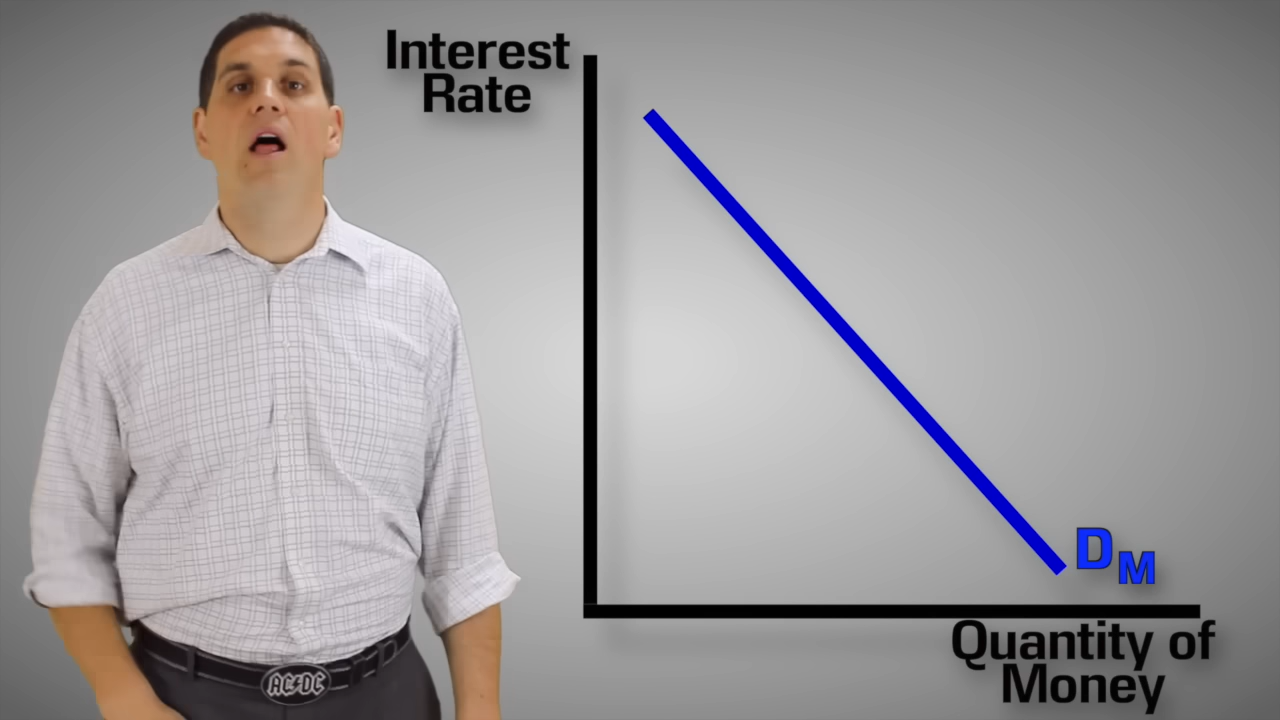 Interest
Rate
DM
Quantity of
Money
AC⚡DC